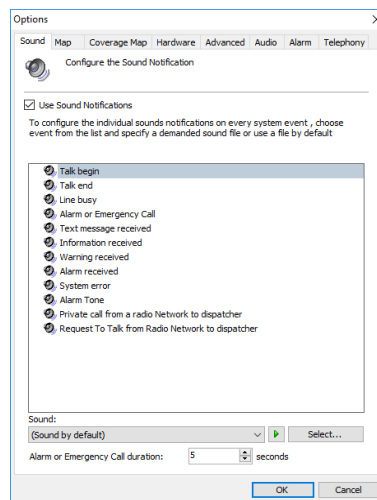 Options
Sound Map Coverage Map Hardware Advanced Audio Alarm Telephony
Configure the Sound Notification
Use Sound Notifications
To configure the individual sounds notifications on every system event , choose
event from the list and specify a demanded sound file or use a file by default
Talk begin
Talk end
Line busy
Alarm or Emergency Call
Text message received
Information received
Warning received
Alarm received
System error
Alarm Tone
Private call from a radio Network to dispatcher
Request To Talk from Radio Network to dispatcher
Sound:
(Sound by default) Select...
Alarm or Emergency Call duration: 5 seconds
OK Cancel